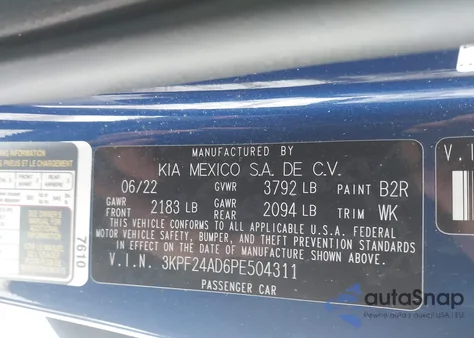 MANUFACTURED BY
KIA MEXICO S.A. DE C.V.
06/22 GVWR 3792 LB PAINT B2R
GAWR FRONT 2183 LB GAWR REAR 2094 LB TRIM WK
THIS VEHICLE CONFORMS TO ALL APPLICABLE U.S.A. FEDERAL
MOTOR VEHICLE SAFETY, BUMPER, AND THEFT PREVENTION STANDARDS
IN EFFECT ON THE DATE OF MANUFACTURE SHOWN ABOVE.
V.I.N. 3KPF24AD6PE504311
PASSENGER CAR
7610
V.I
autoSnap